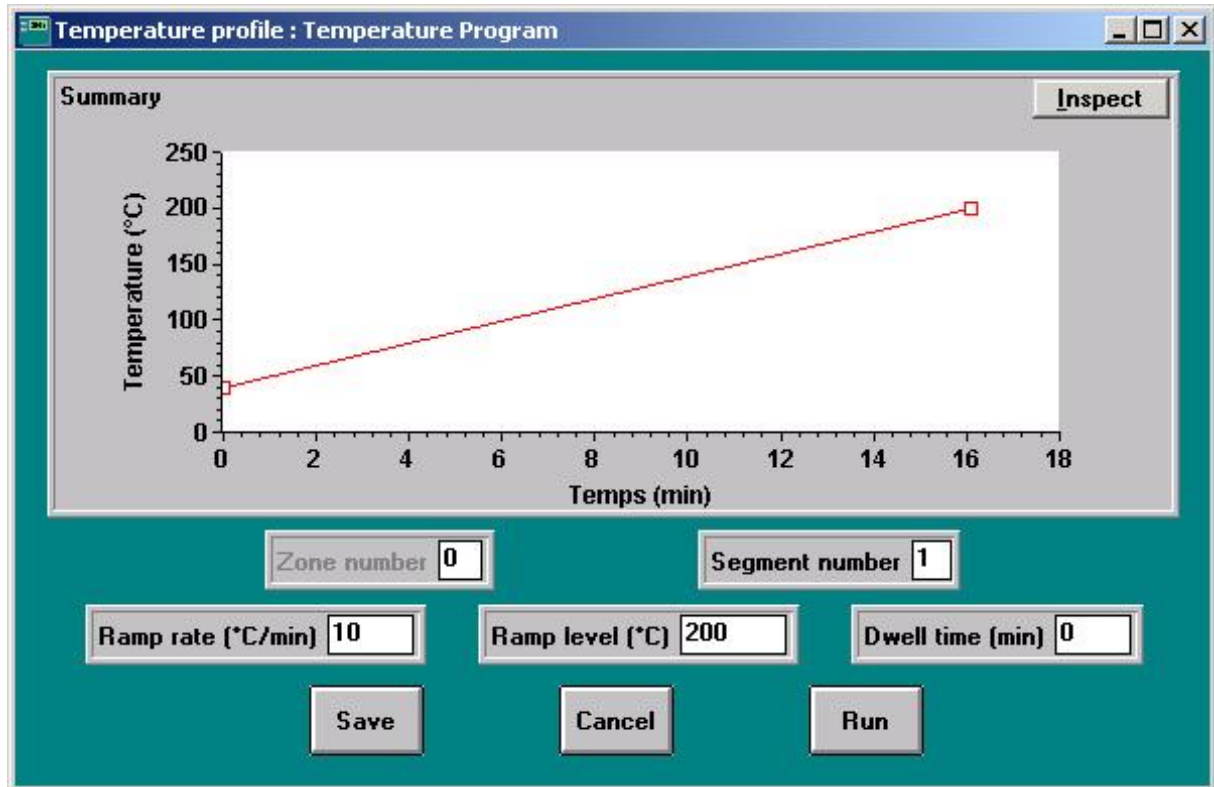 Temperature profile : Temperature Program
Summary
Inspect
250
200
150
100
50
0
Temperature (°C)
0 2 4 6 8 10 12 14 16 18
Temps (min)
Zone number 0
Segment number 1
Ramp rate (°C/min) 10
Ramp level (°C) 200
Dwell time (min) 0
Save
Cancel
Run